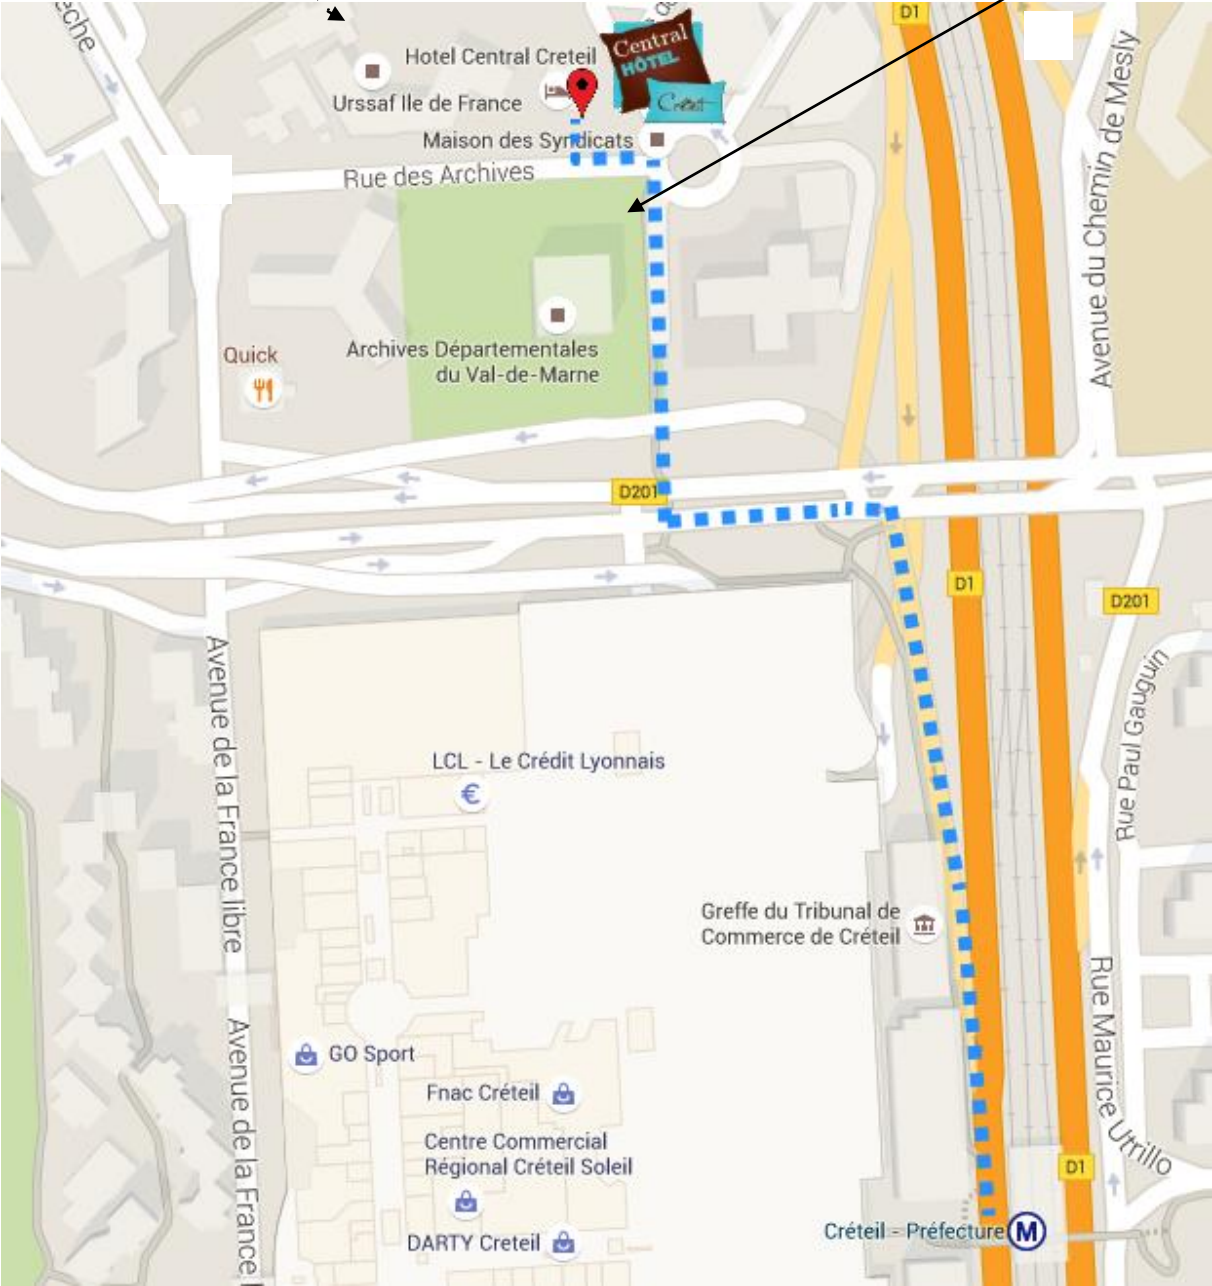 D1
Hotel Central Creteil
Central
HÔTEL
Créteil
Urssaf Ile de France
Maison des Syndicats
Rue des Archives
Avenue du Chemin de Mesly
Quick
Archives Départementales
du Val-de-Marne
D201
D1
D201
Avenue de la France libre
Rue Paul Gauguin
LCL - Le Crédit Lyonnais
€
Greffe du Tribunal de
Commerce de Créteil
Rue Maurice Utrillo
Avenue de la France
GO Sport
Fnac Créteil
Centre Commercial
Régional Créteil Soleil
D1
DARTY Creteil
Créteil - Préfecture
M